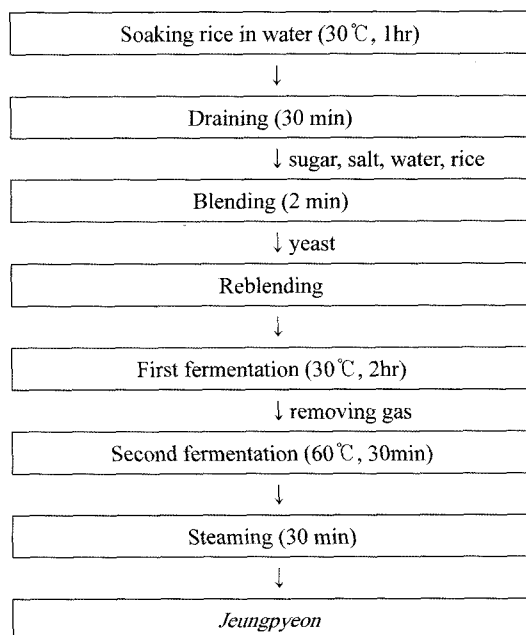 Soaking rice in water (30℃, 1hr)
↓
Draining (30 min)
↓ sugar, salt, water, rice
Blending (2 min)
↓ yeast
Reblending
↓
First fermentation (30℃, 2hr)
↓ removing gas
Second fermentation (60℃, 30min)
↓
Steaming (30 min)
↓
Jeungpyeon